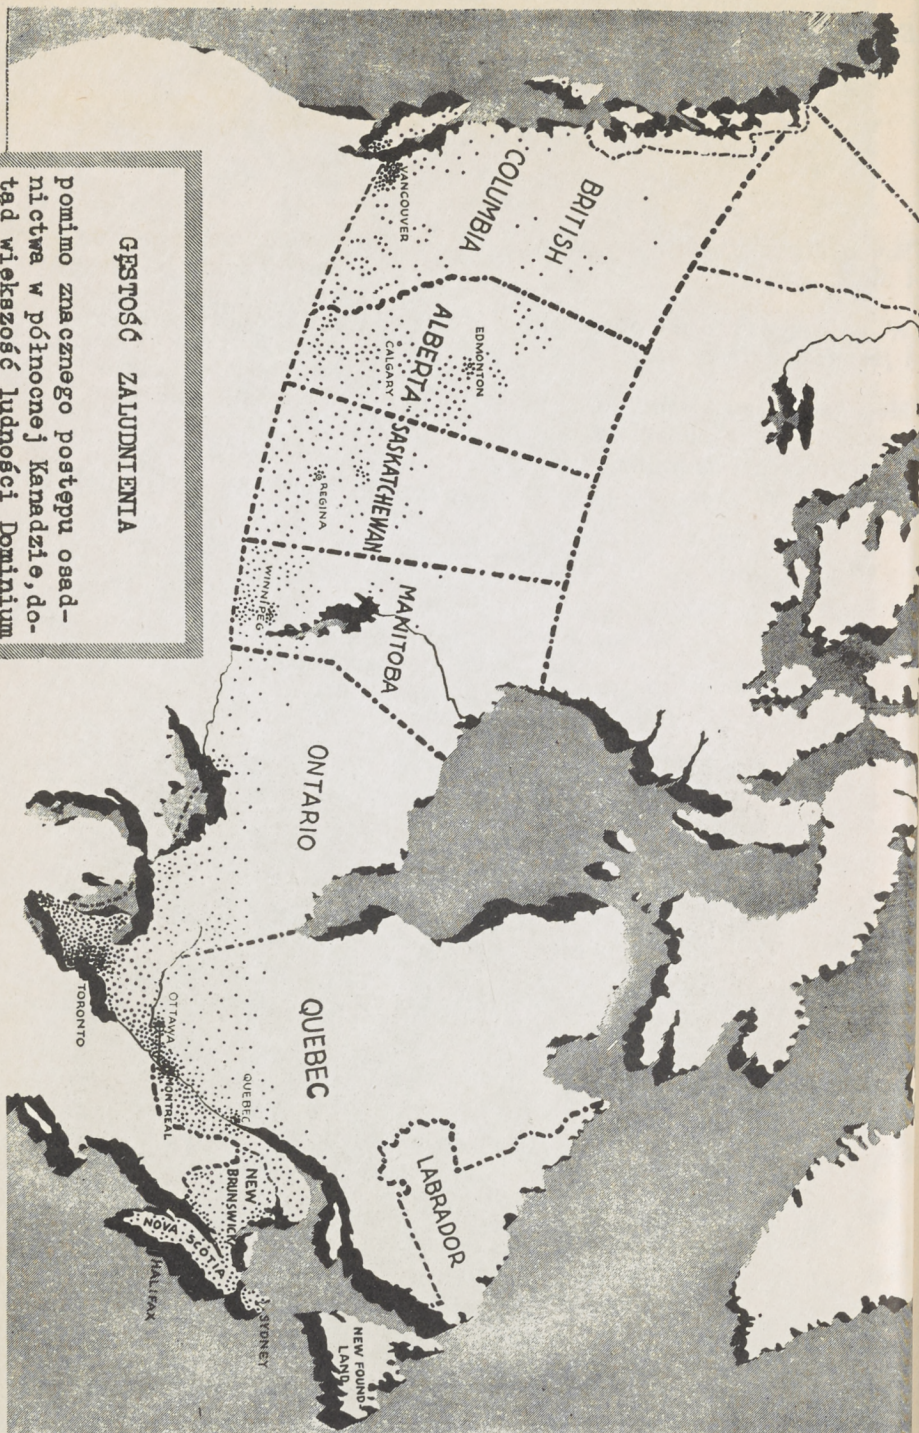 BRITISH
COLUMBIA
VANCOUVER
ALBERTA
EDMONTON
CALGARY
SASKATCHEWAN
REGINA
MANITOBA
WINNIPEG
ONTARIO
QUEBEC
LABRADOR
OTTAWA
TORONTO
MONTREAL
QUEBEC
NEW
BRUNSWICK
NOVA SCOTIA
HALIFAX
SYDNEY
NEW FOUND
LAND
GĘSTOŚĆ ZALUDNIENIA
pomimo znacznego postępu osad-
nictwa w północnej Kanadzie, do-
tąd większość ludności Dominium